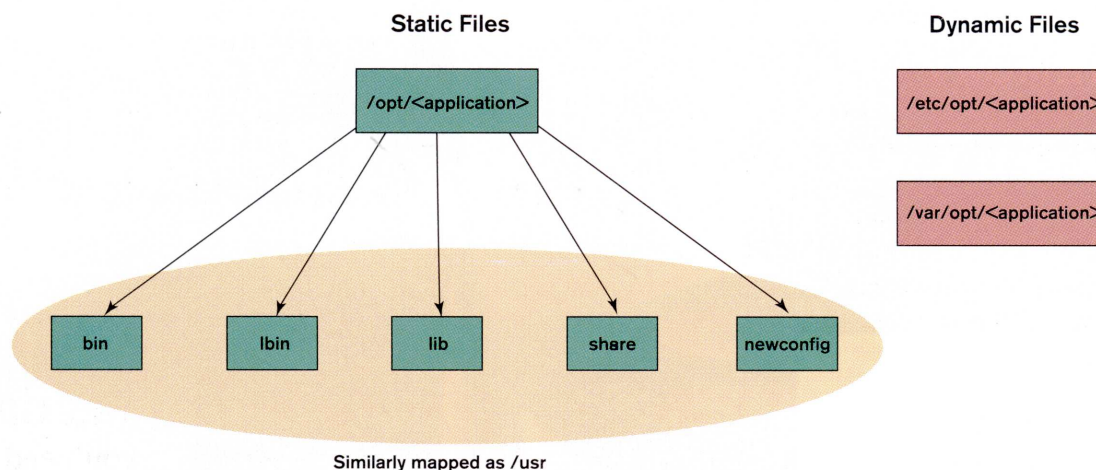 Static Files
Dynamic Files
/opt/<application>
/etc/opt/<application>
/var/opt/<application>
bin
lbin
lib
share
newconfig
Similarly mapped as /usr